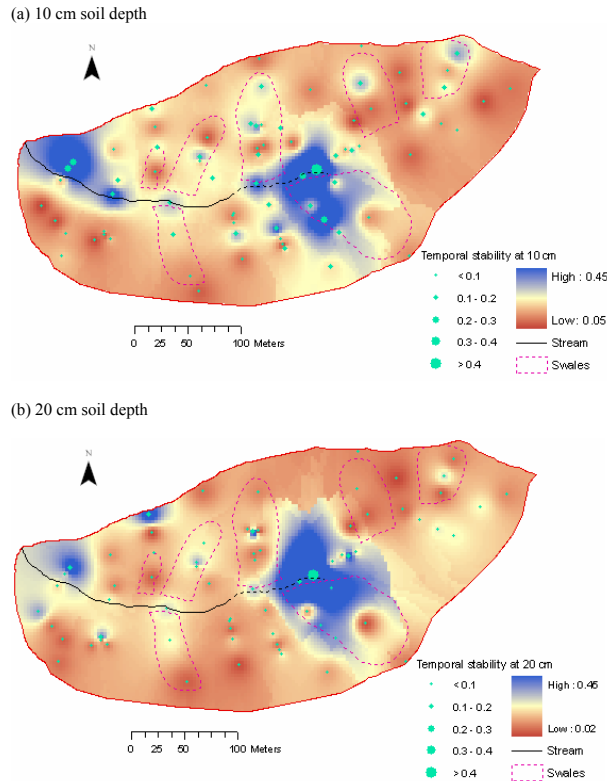 (a) 10 cm soil depth
N
Temporal stability at 10 cm
< 0.1
0.1 - 0.2
0.2 - 0.3
0.3 - 0.4
> 0.4
High : 0.45
Low : 0.05
Stream
Swales
0 25 50 100 Meters
(b) 20 cm soil depth
N
Temporal stability at 20 cm
< 0.1
0.1 - 0.2
0.2 - 0.3
0.3 - 0.4
> 0.4
High : 0.45
Low : 0.02
Stream
Swales
0 25 50 100 Meters